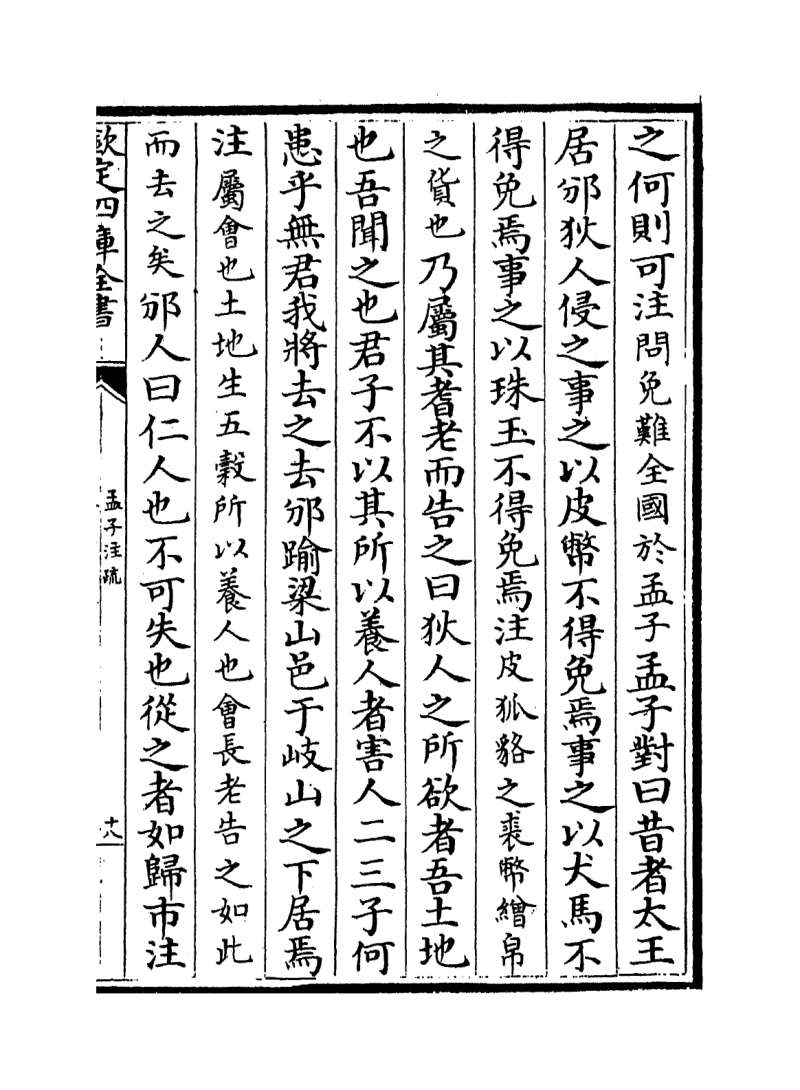 之何則可注問免難全國於孟子孟子對曰昔者太王
居邠狄人侵之事之以皮幣不得免焉事之以犬馬不
得免焉事之以珠玉不得免焉注皮狐貉之裘幣繒帛
之貨也乃屬其耆老而告之曰狄人之所欲者吾土地
也吾聞之也君子不以其所以養人者害人二三子何
患乎無君我將去之去邠踰梁山邑于岐山之下居焉
注屬會也土地生五穀所以養人也會長老告之如此
而去之矣邠人曰仁人也不可失也從之者如歸市注
欽定四庫全書
孟子注疏
十八